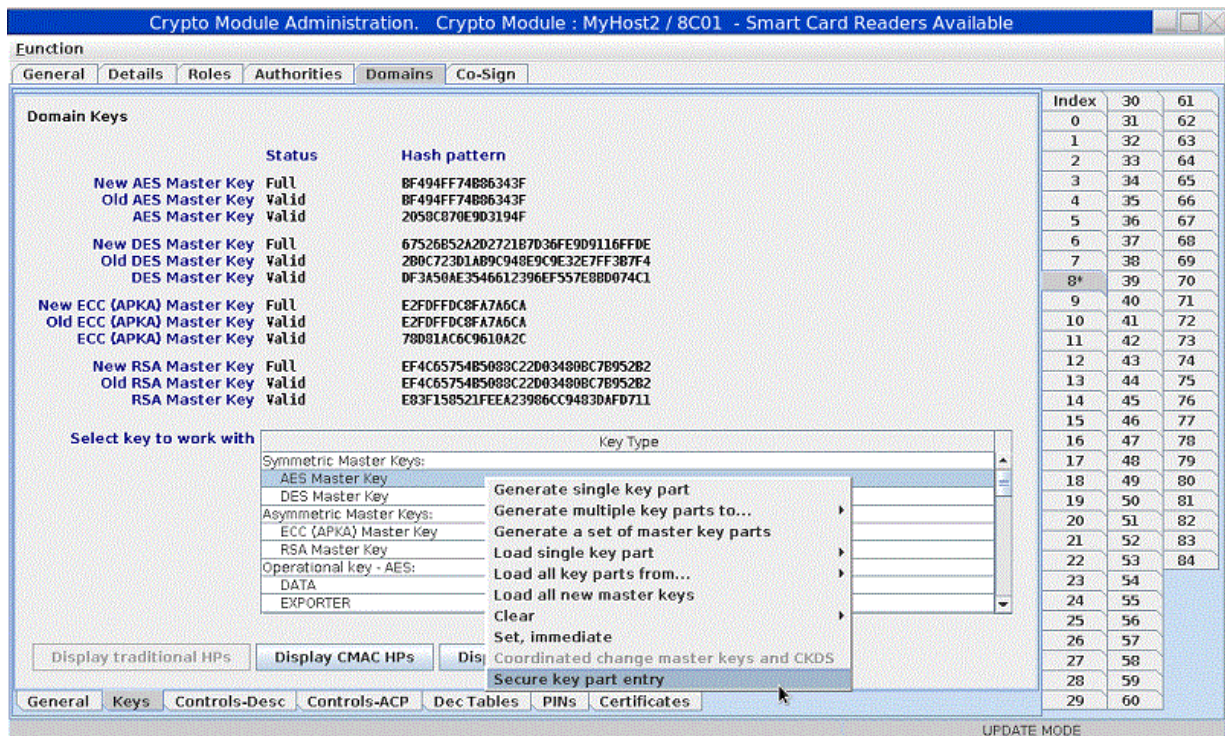 Crypto Module Administration. Crypto Module : MyHost2 / 8C01 - Smart Card Readers Available
Function
General Details Roles Authorities Domains Co-Sign
Domain Keys
Status Hash pattern
New AES Master Key Full BF494FF74B86343F
Old AES Master Key Valid BF494FF74B86343F
AES Master Key Valid 2058C870E9D3194F
New DES Master Key Full 67526B52A2D2721B7D36FE9D9116FFDE
Old DES Master Key Valid 2B0C723D1AB9C948E9C9E32E7FF3B7F4
DES Master Key Valid DF3A50AE3546612396EF557E8BD074C1
New ECC (APKA) Master Key Full E2FDFFDC8FA7A6CA
Old ECC (APKA) Master Key Valid E2FDFFDC8FA7A6CA
ECC (APKA) Master Key Valid 78D81AC6C9610A2C
New RSA Master Key Full EF4C65754B5088C22D03480BC7B952B2
Old RSA Master Key Valid EF4C65754B5088C22D03480BC7B952B2
RSA Master Key Valid E83F158521FEEA23986CC9483DAFD711
Select key to work with
Key Type
Symmetric Master Keys:
AES Master Key
DES Master Key
Asymmetric Master Keys:
ECC (APKA) Master Key
RSA Master Key
Operational key - AES:
DATA
EXPORTER
Generate single key part
Generate multiple key parts to...
Generate a set of master key parts
Load single key part
Load all key parts from...
Load all new master keys
Clear
Set, immediate
Coordinated change master keys and CKDS
Secure key part entry
Display traditional HPs Display CMAC HPs
General Keys Controls-Desc Controls-ACP Dec Tables PINs Certificates
Index 30 61
0 31 62
1 32 63
2 33 64
3 34 65
4 35 66
5 36 67
6 37 68
7 38 69
8* 39 70
9 40 71
10 41 72
11 42 73
12 43 74
13 44 75
14 45 76
15 46 77
16 47 78
17 48 79
18 49 80
19 50 81
20 51 82
21 52 83
22 53 84
23 54
24 55
25 56
26 57
27 58
28 59
29 60
UPDATE MODE